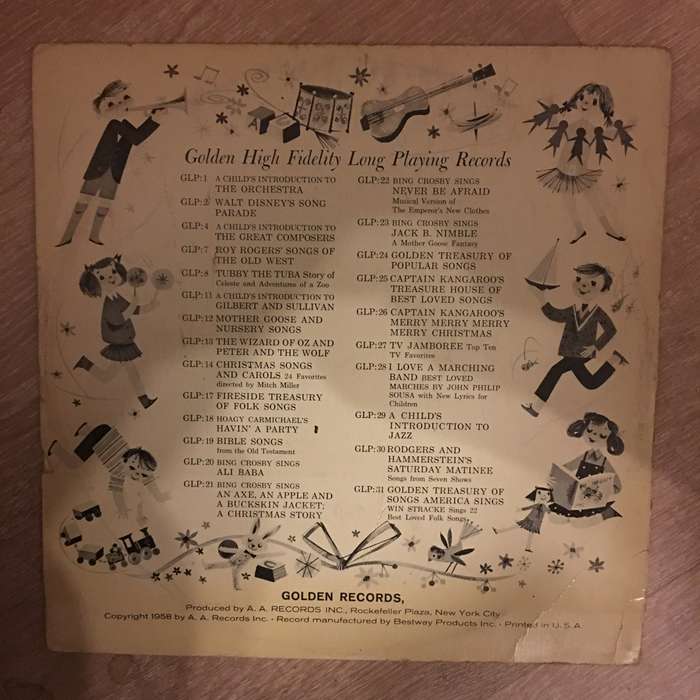 Golden High Fidelity Long Playing Records
GLP:1 A CHILD'S INTRODUCTION TO
THE ORCHESTRA
GLP:2 WALT DISNEY'S SONG
PARADE
GLP:4 A CHILD'S INTRODUCTION TO
THE GREAT COMPOSERS
GLP:7 ROY ROGERS' SONGS OF
THE OLD WEST
GLP:8 TUBBY THE TUBA Story of
Celeste and Adventures of a Zoo
GLP:11 A CHILD'S INTRODUCTION TO
GILBERT AND SULLIVAN
GLP:12 MOTHER GOOSE AND
NURSERY SONGS
GLP:13 THE WIZARD OF OZ AND
PETER AND THE WOLF
GLP:14 CHRISTMAS SONGS
AND CAROLS 24 Favorites
directed by Mitch Miller
GLP:17 FIRESIDE TREASURY
OF FOLK SONGS
GLP:18 HOAGY CARMICHAEL'S
HAVIN' A PARTY
GLP:19 BIBLE SONGS
from the Old Testament
GLP:20 BING CROSBY SINGS
ALI BABA
GLP:21 BING CROSBY SINGS
AN AXE, AN APPLE AND
A BUCKSKIN JACKET;
A CHRISTMAS STORY
GLP:22 BING CROSBY SINGS
NEVER BE AFRAID
Musical Version of
The Emperor's New Clothes
GLP:23 BING CROSBY SINGS
JACK B. NIMBLE
A Mother Goose Fantasy
GLP:24 GOLDEN TREASURY OF
POPULAR SONGS
GLP:25 CAPTAIN KANGAROO'S
TREASURE HOUSE OF
BEST LOVED SONGS
GLP:26 CAPTAIN KANGAROO'S
MERRY MERRY MERRY
MERRY CHRISTMAS
GLP:27 TV JAMBOREE Top Ten
TV Favorites
GLP:28 I LOVE A MARCHING
BAND BEST LOVED
MARCHES BY JOHN PHILIP
SOUSA with New Lyrics for
Children
GLP:29 A CHILD'S
INTRODUCTION TO
JAZZ
GLP:30 RODGERS AND
HAMMERSTEIN'S
SATURDAY MATINEE
Songs from Seven Shows
GLP:31 GOLDEN TREASURY OF
SONGS AMERICA SINGS
WIN STRACKE Sings 22
Best Loved Folk Songs
GOLDEN RECORDS,
Produced by A. A. RECORDS INC., Rockefeller Plaza, New York City
Copyright 1958 by A. A. Records Inc. · Record manufactured by Bestway Products Inc. · Printed in U. S. A.